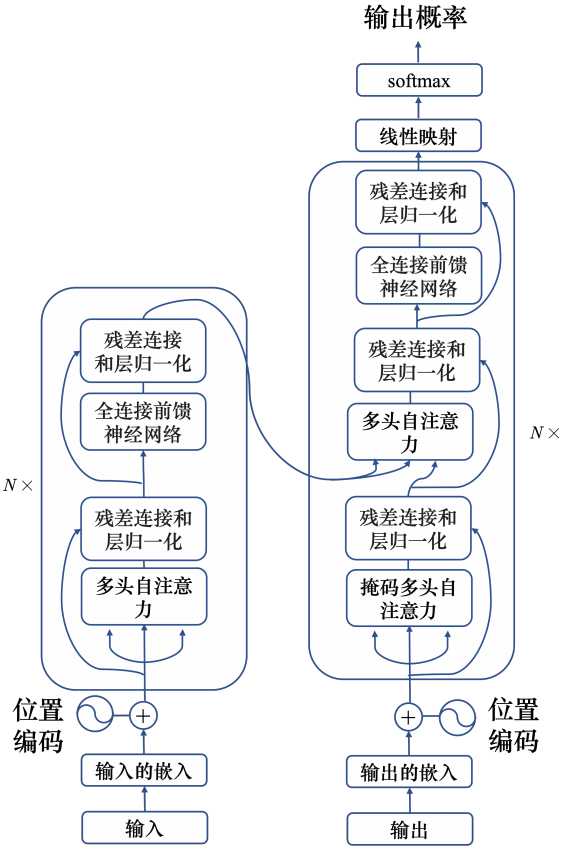 输出概率
softmax
线性映射
残差连接和
层归一化
全连接前馈
神经网络
残差连接和
层归一化
多头自注意
力
N×
残差连接和
层归一化
掩码多头自
注意力
位置
编码
输出的嵌入
输出
残差连接
和层归一化
全连接前馈
神经网络
N×
残差连接和
层归一化
多头自注意
力
位置
编码
输入的嵌入
输入